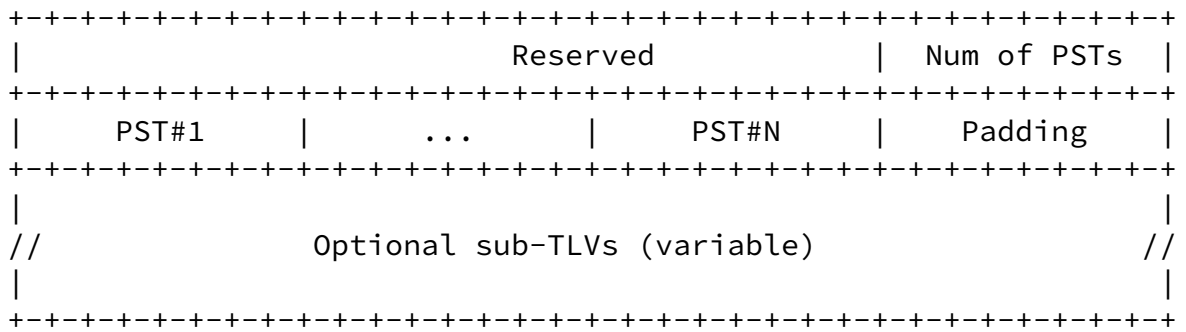 +-+-+-+-+-+-+-+-+-+-+-+-+-+-+-+-+-+-+-+-+-+-+-+-+-+-+-+-+-+-+-+-+
|                           Reserved            |  Num of PSTs  |
+-+-+-+-+-+-+-+-+-+-+-+-+-+-+-+-+-+-+-+-+-+-+-+-+-+-+-+-+-+-+-+-+
|     PST#1     |      ...      |     PST#N     |    Padding    |
+-+-+-+-+-+-+-+-+-+-+-+-+-+-+-+-+-+-+-+-+-+-+-+-+-+-+-+-+-+-+-+-+
|                                                               |
//               Optional sub-TLVs (variable)                  //
|                                                               |
+-+-+-+-+-+-+-+-+-+-+-+-+-+-+-+-+-+-+-+-+-+-+-+-+-+-+-+-+-+-+-+-+